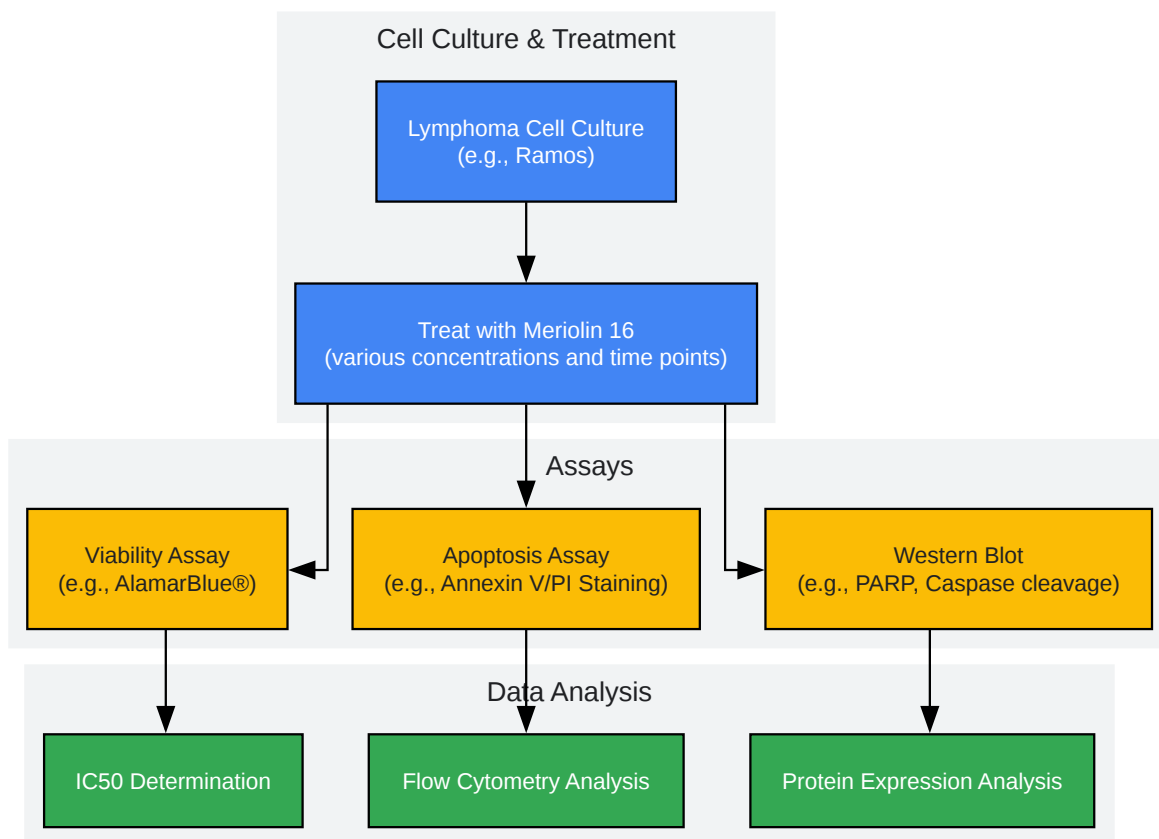 Cell Culture & Treatment
Lymphoma Cell Culture
(e.g., Ramos)
Treat with Meriolin 16
(various concentrations and time points)
Assays
Viability Assay
(e.g., AlamarBlue®)
Apoptosis Assay
(e.g., Annexin V/PI Staining)
Western Blot
(e.g., PARP, Caspase cleavage)
Data Analysis
IC50 Determination
Flow Cytometry Analysis
Protein Expression Analysis